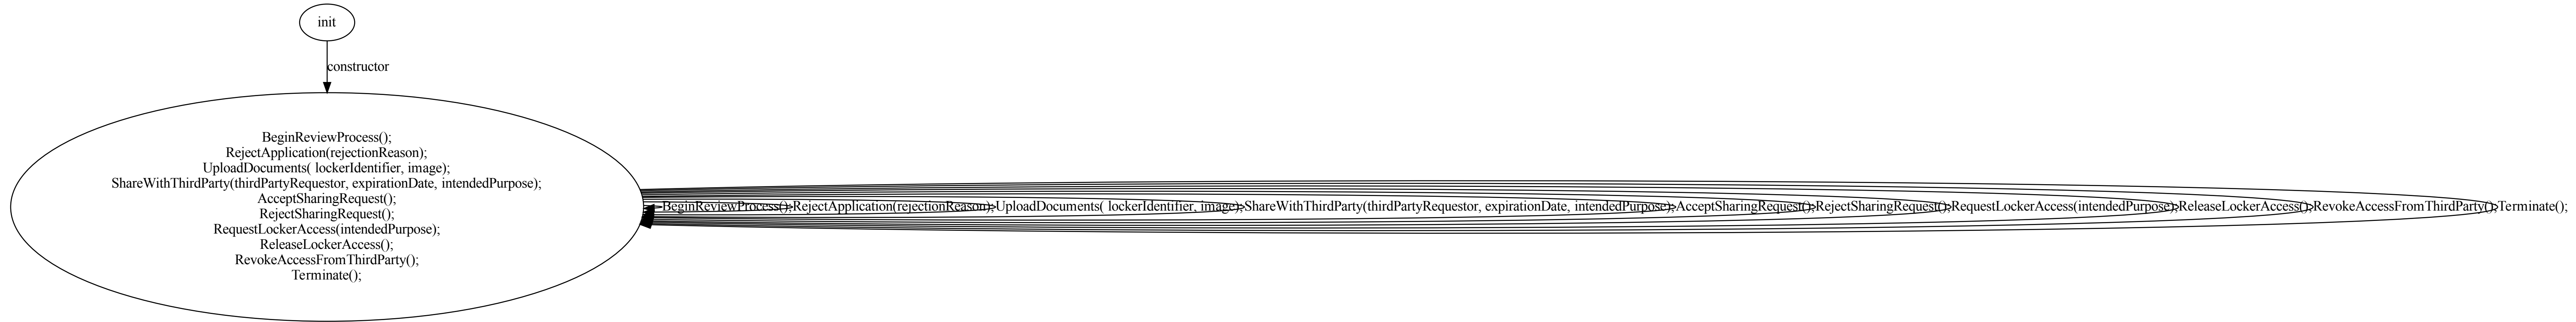 init
constructor
BeginReviewProcess();
RejectApplication(rejectionReason);
UploadDocuments( lockerIdentifier, image);
ShareWithThirdParty(thirdPartyRequestor, expirationDate, intendedPurpose);
AcceptSharingRequest();
RejectSharingRequest();
RequestLockerAccess(intendedPurpose);
ReleaseLockerAccess();
RevokeAccessFromThirdParty();
Terminate();
BeginReviewProcess(); RejectApplication(rejectionReason); UploadDocuments( lockerIdentifier, image); ShareWithThirdParty(thirdPartyRequestor, expirationDate, intendedPurpose); AcceptSharingRequest(); RejectSharingRequest(); RequestLockerAccess(intendedPurpose); ReleaseLockerAccess(); RevokeAccessFromThirdParty(); Terminate();